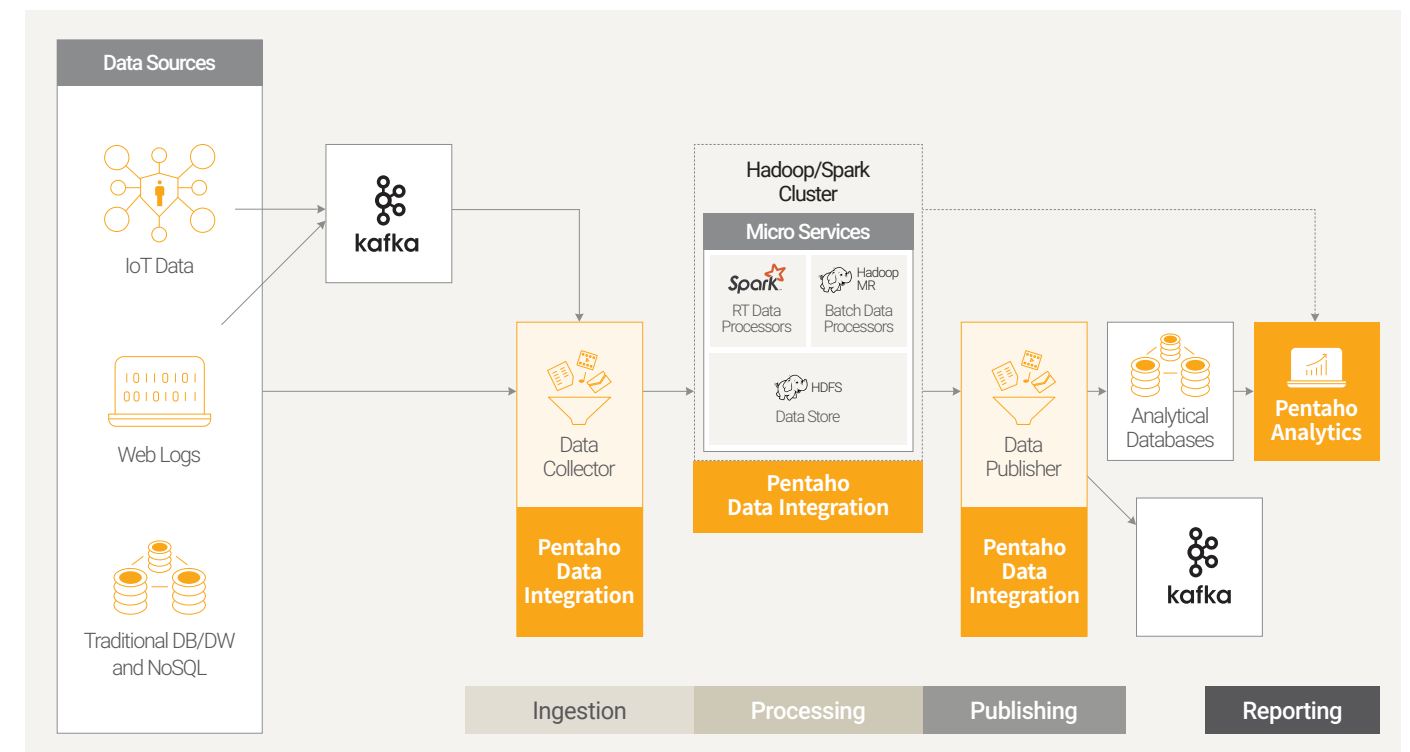 Data Sources
IoT Data
10110101
00101011
Web Logs
Traditional DB/DW
and NoSQL
kafka
Data
Collector
Pentaho
Data
Integration
Hadoop/Spark
Cluster
Micro Services
Spark
RT Data
Processors
Hadoop
MR
Batch Data
Processors
HDFS
Data Store
Pentaho
Data Integration
Data
Publisher
Pentaho
Data
Integration
Analytical
Databases
Pentaho
Analytics
kafka
Ingestion
Processing
Publishing
Reporting